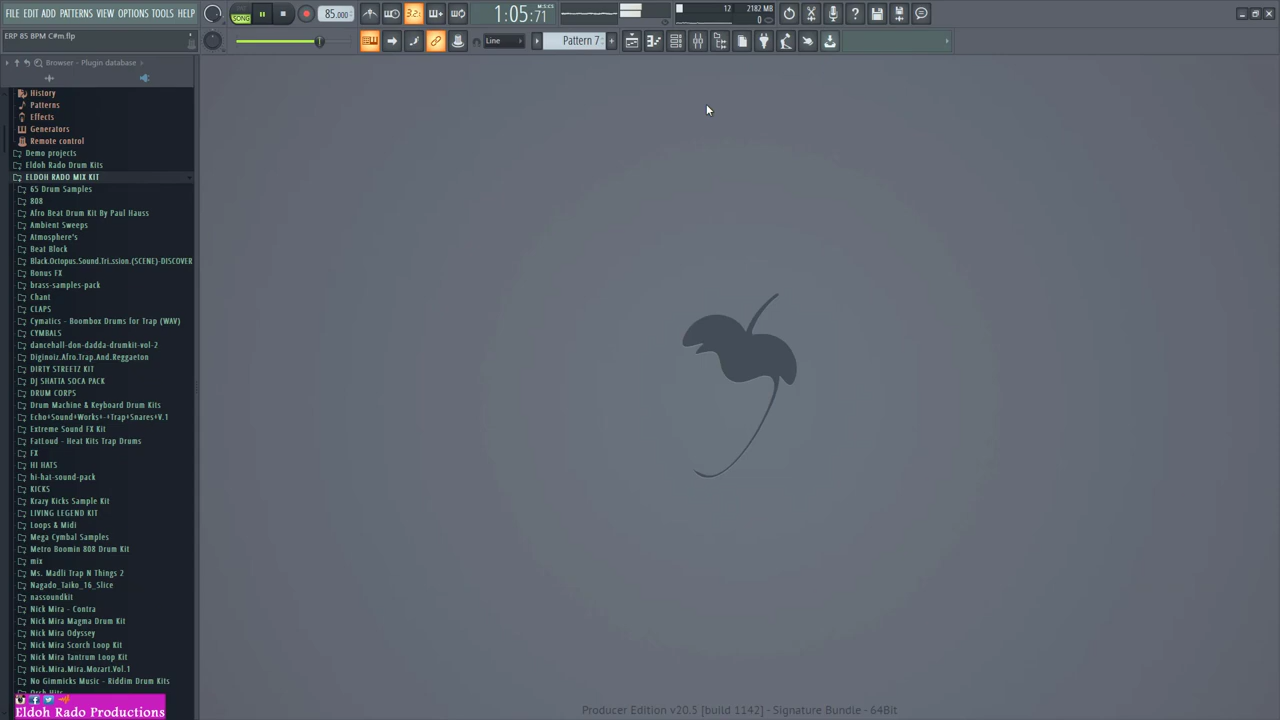 FILE EDIT ADD PATTERNS VIEW OPTIONS TOOLS HELP
SONG
85.000
32
1:05:71
M:S:CS
12
2182 MB
0
ERP 85 BPM C#m.flp
Line
Pattern 7
+
Browser - Plugin database
History
Patterns
Effects
Generators
Remote control
Demo projects
Eldoh Rado Drum Kits
ELDOH RADO MIX KIT
65 Drum Samples
808
Afro Beat Drum Kit By Paul Hauss
Ambient Sweeps
Atmosphere's
Beat Block
Black.Octopus.Sound.Tri..ssion.(SCENE)-DISCOVER
Bonus FX
brass-samples-pack
Chant
CLAPS
Cymatics - Boombox Drums for Trap (WAV)
CYMBALS
dancehall-don-dadda-drumkit-vol-2
Diginoiz.Afro.Trap.And.Reggaeton
DIRTY STREETZ KIT
DJ SHATTA SOCA PACK
DRUM CORPS
Drum Machine & Keyboard Drum Kits
Echo+Sound+Works+-+Trap+Snares+V.1
Extreme Sound FX Kit
FatLoud - Heat Kits Trap Drums
FX
HI HATS
hi-hat-sound-pack
KICKS
Krazy Kicks Sample Kit
LIVING LEGEND KIT
Loops & Midi
Mega Cymbal Samples
Metro Boomin 808 Drum Kit
mix
Ms. Madli Trap N Things 2
Nagado_Taiko_16_Slice
nassoundkit
Nick Mira - Contra
Nick Mira Magma Drum Kit
Nick Mira Odyssey
Nick Mira Scorch Loop Kit
Nick Mira Tantrum Loop Kit
Nick.Mira.Mira.Mozart.Vol.1
No Gimmicks Music - Riddim Drum Kits
Eldoh Rado Productions
Producer Edition v20.5 [build 1142] - Signature Bundle - 64Bit